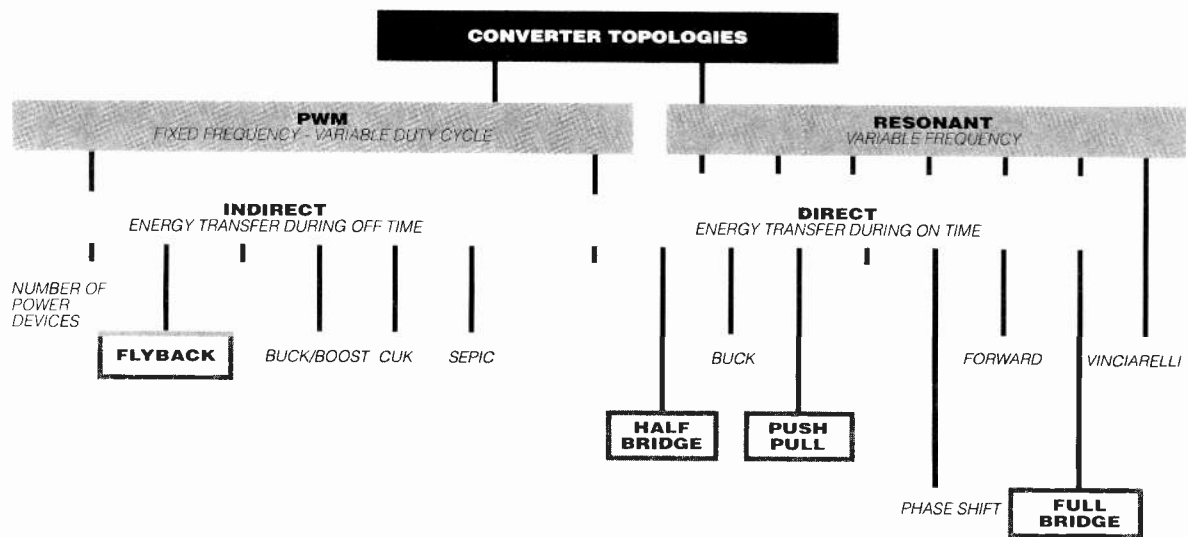 CONVERTER TOPOLOGIES
PWM
FIXED FREQUENCY - VARIABLE DUTY CYCLE
RESONANT
VARIABLE FREQUENCY
INDIRECT
ENERGY TRANSFER DURING OFF TIME
DIRECT
ENERGY TRANSFER DURING ON TIME
NUMBER OF
POWER
DEVICES
FLYBACK
BUCK/BOOST
CUK
SEPIC
BUCK
FORWARD
VINCIARELLI
HALF
BRIDGE
PUSH
PULL
PHASE SHIFT
FULL
BRIDGE